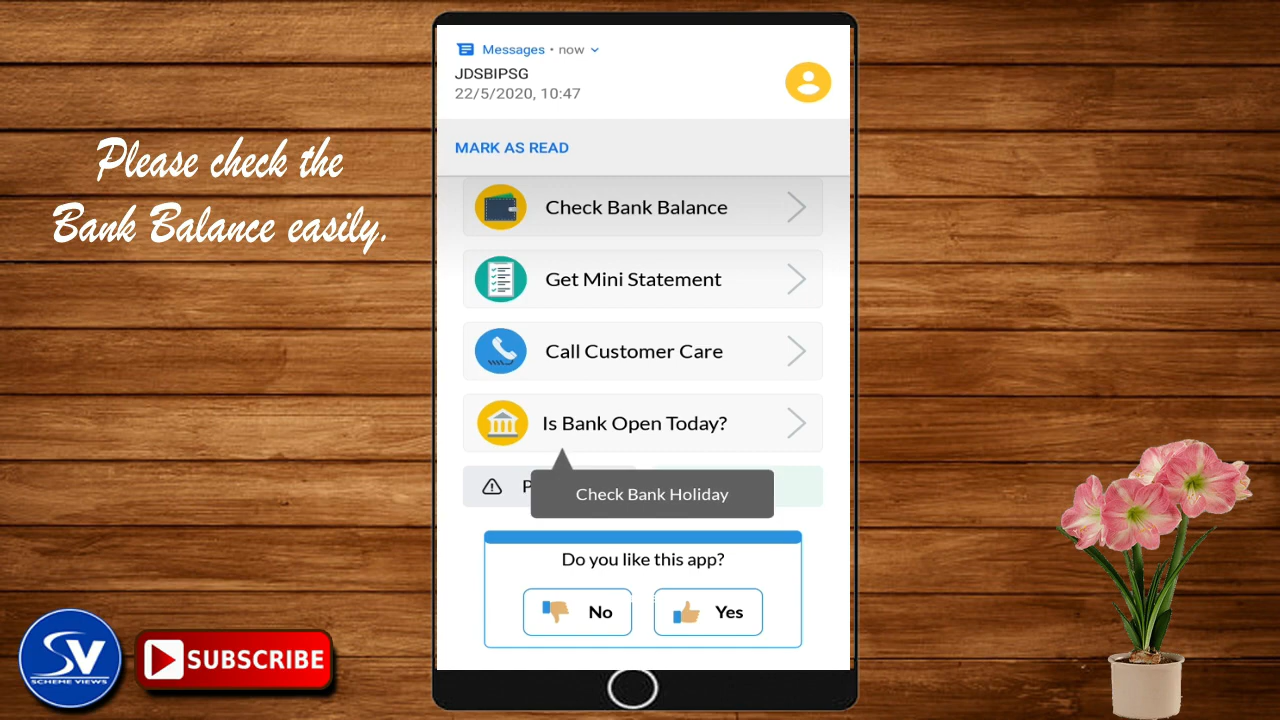 Please check the
Bank Balance easily.
Messages • now
JDSBIPSG
22/5/2020, 10:47
MARK AS READ
Check Bank Balance
Get Mini Statement
Call Customer Care
Is Bank Open Today?
Check Bank Holiday
Do you like this app?
No
Yes
SV
SCHEME VIEWS
SUBSCRIBE